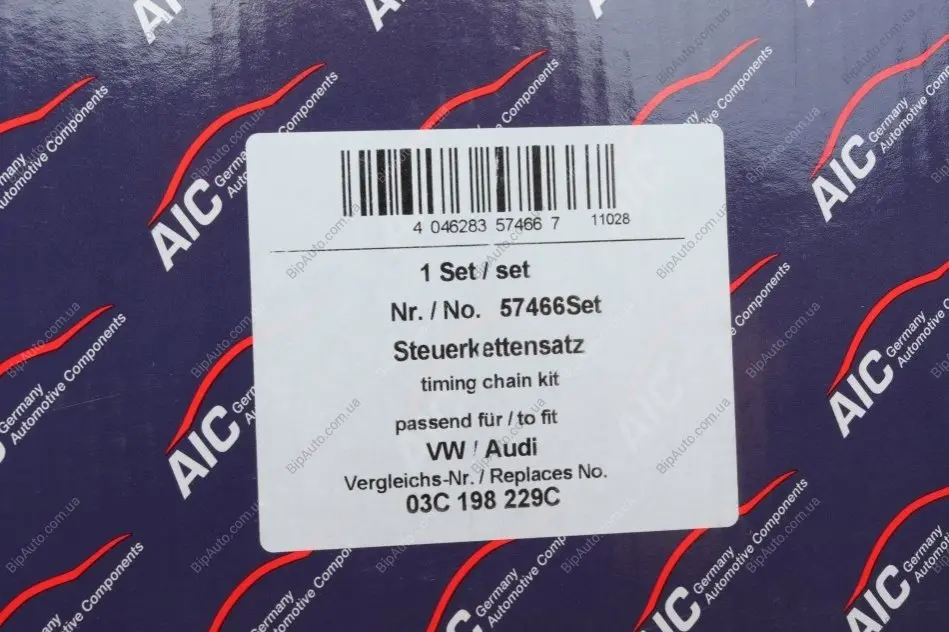 4 046283 57466 7 11028
1 Set / set
Nr. / No. 57466Set
Steuerkettensatz
timing chain kit
passend für / to fit
VW / Audi
Vergleichs-Nr. / Replaces No.
03C 198 229C
AIC Germany
Automotive Components
BipAuto.com.ua